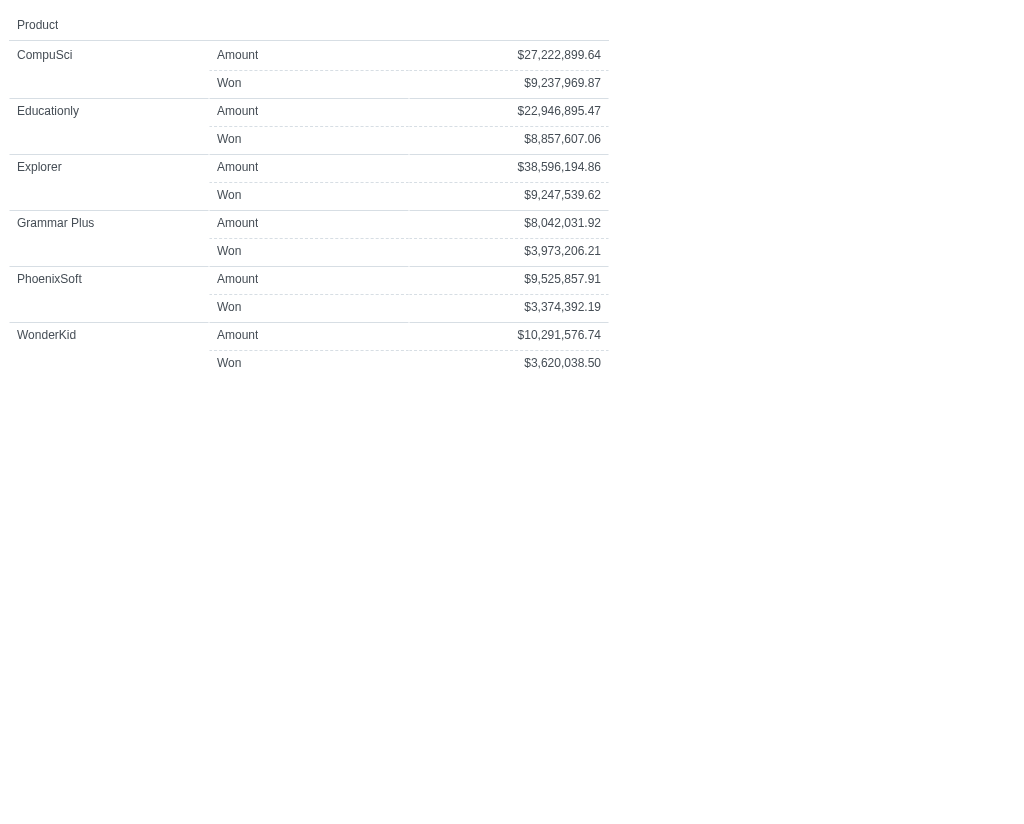 Product
CompuSci Amount $27,222,899.64
Won $9,237,969.87
Educationly Amount $22,946,895.47
Won $8,857,607.06
Explorer Amount $38,596,194.86
Won $9,247,539.62
Grammar Plus Amount $8,042,031.92
Won $3,973,206.21
PhoenixSoft Amount $9,525,857.91
Won $3,374,392.19
WonderKid Amount $10,291,576.74
Won $3,620,038.50